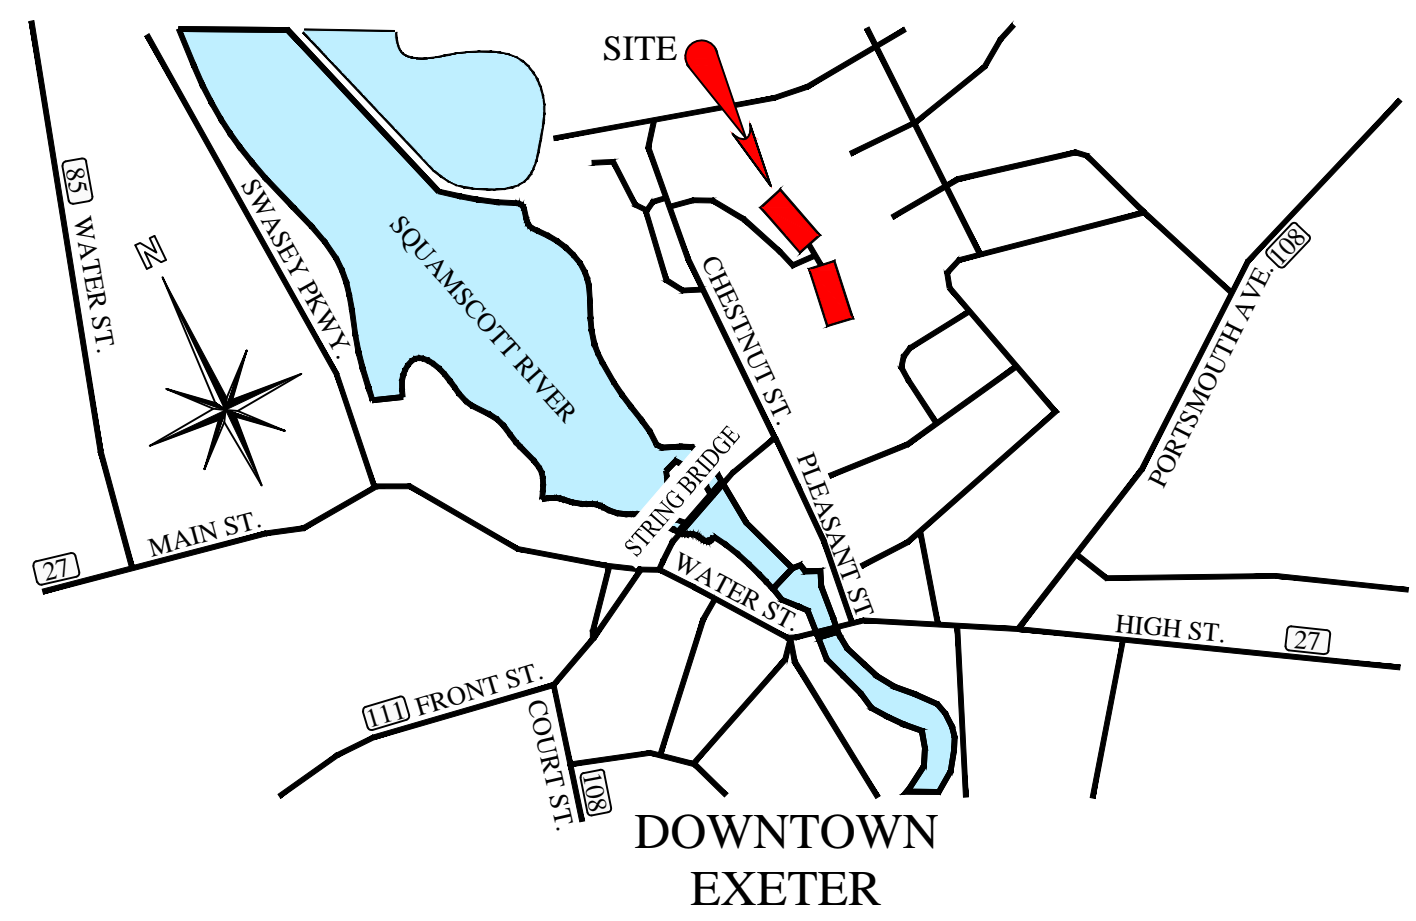 SITE
85
WATER ST.
SWASEY PKWY.
N
SQUAMSCOTT RIVER
CHESTNUT ST.
PORTSMOUTH AVE.
108
STRING BRIDGE
PLEASANT ST
MAIN ST.
27
WATER ST.
HIGH ST.
27
111
FRONT ST.
COURT ST.
108
DOWNTOWN
EXETER